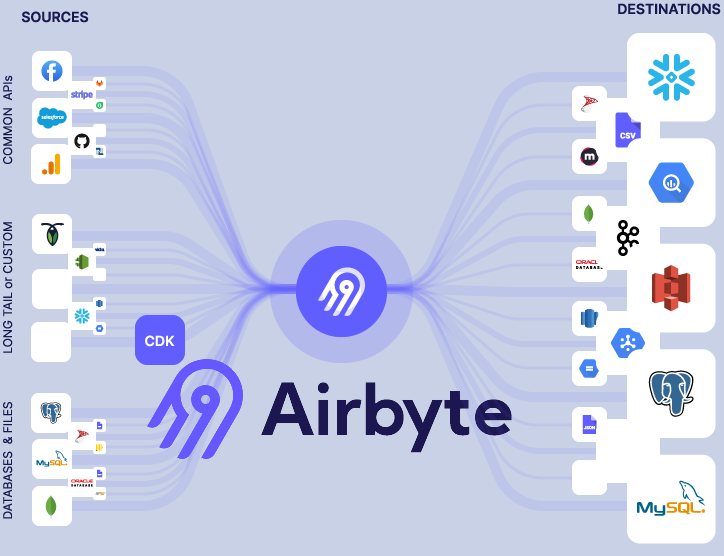 SOURCES
DESTINATIONS
COMMON APIs
stripe
salesforce
CSV
m
LONG TAIL or CUSTOM
CDK
ORACLE
DATABASE
Airbyte
DATABASES & FILES
MySQL
ORACLE
DATABASE
JSON
MySQL